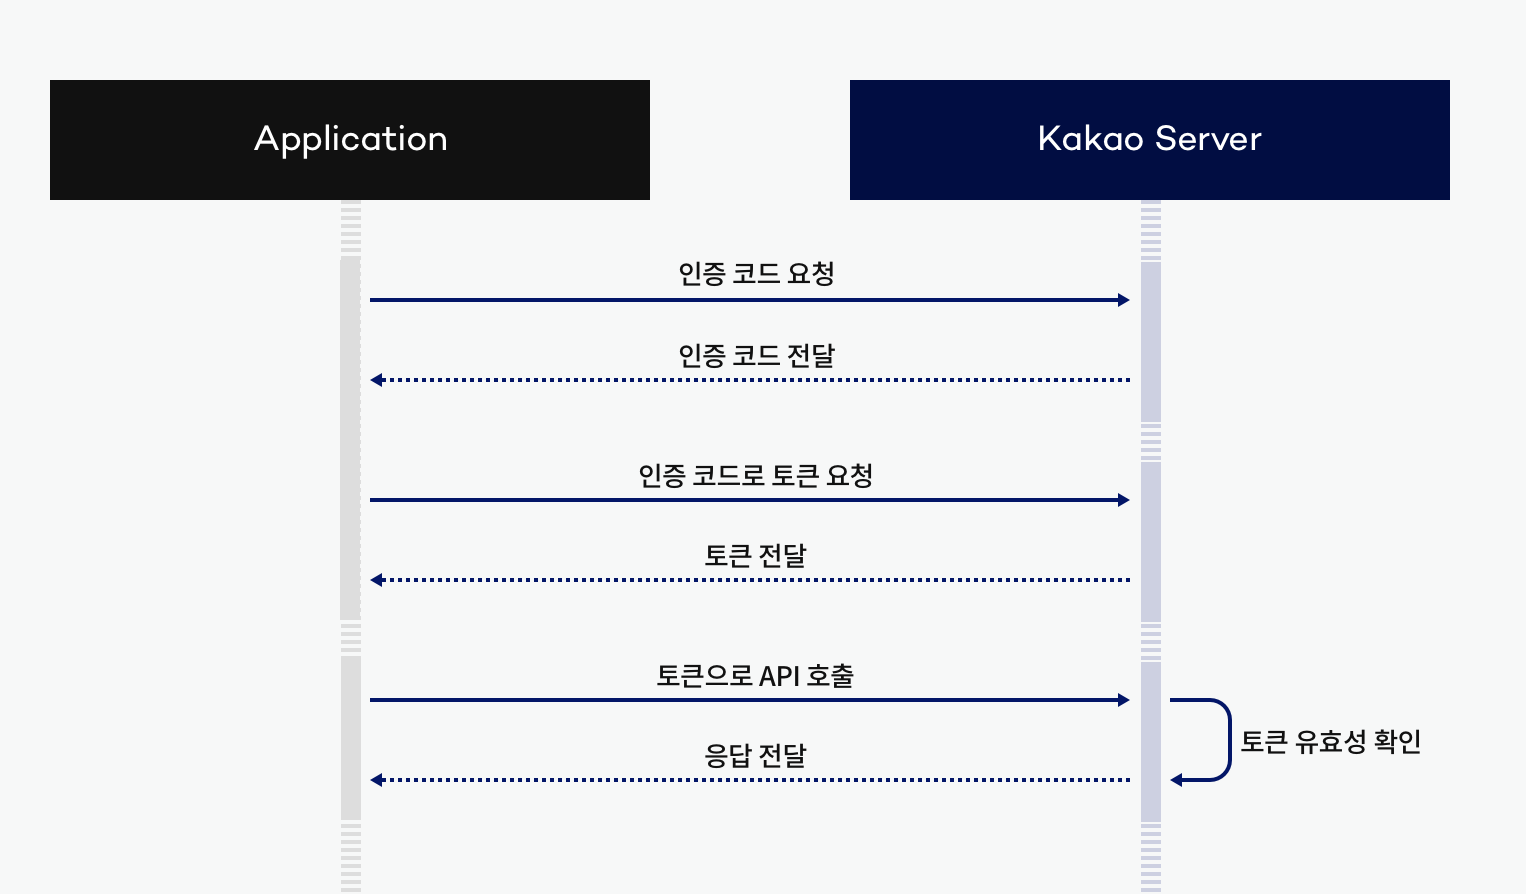 Application
Kakao Server
인증 코드 요청
인증 코드 전달
인증 코드로 토큰 요청
토큰 전달
토큰으로 API 호출
토큰 유효성 확인
응답 전달